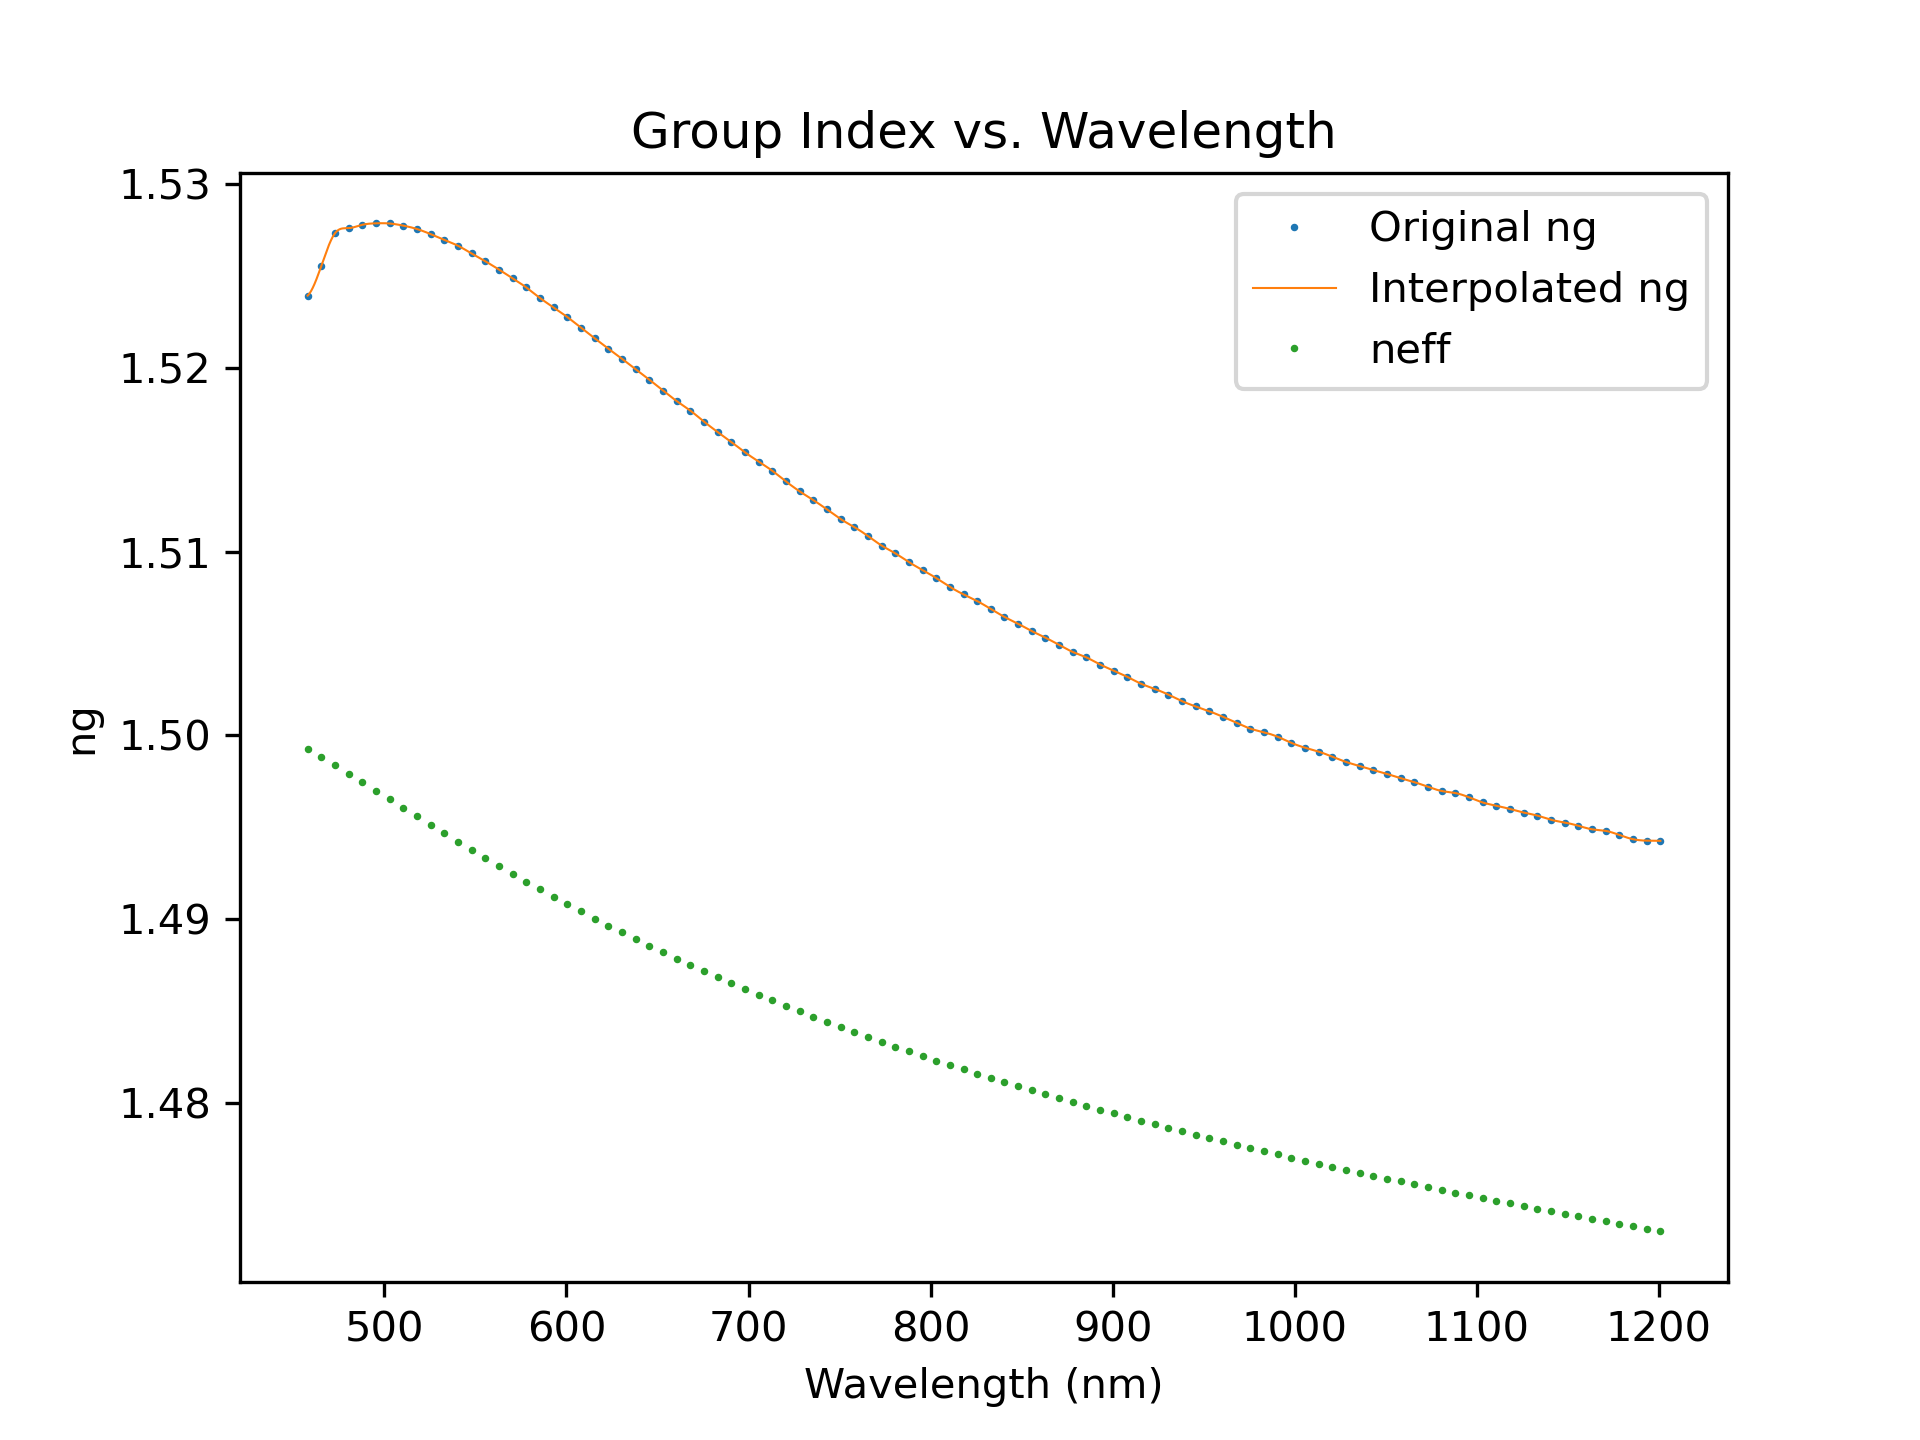 Group Index vs. Wavelength
1.53
1.52
1.51
1.50
1.49
1.48
ng
Original ng
Interpolated ng
neff
500 600 700 800 900 1000 1100 1200
Wavelength (nm)